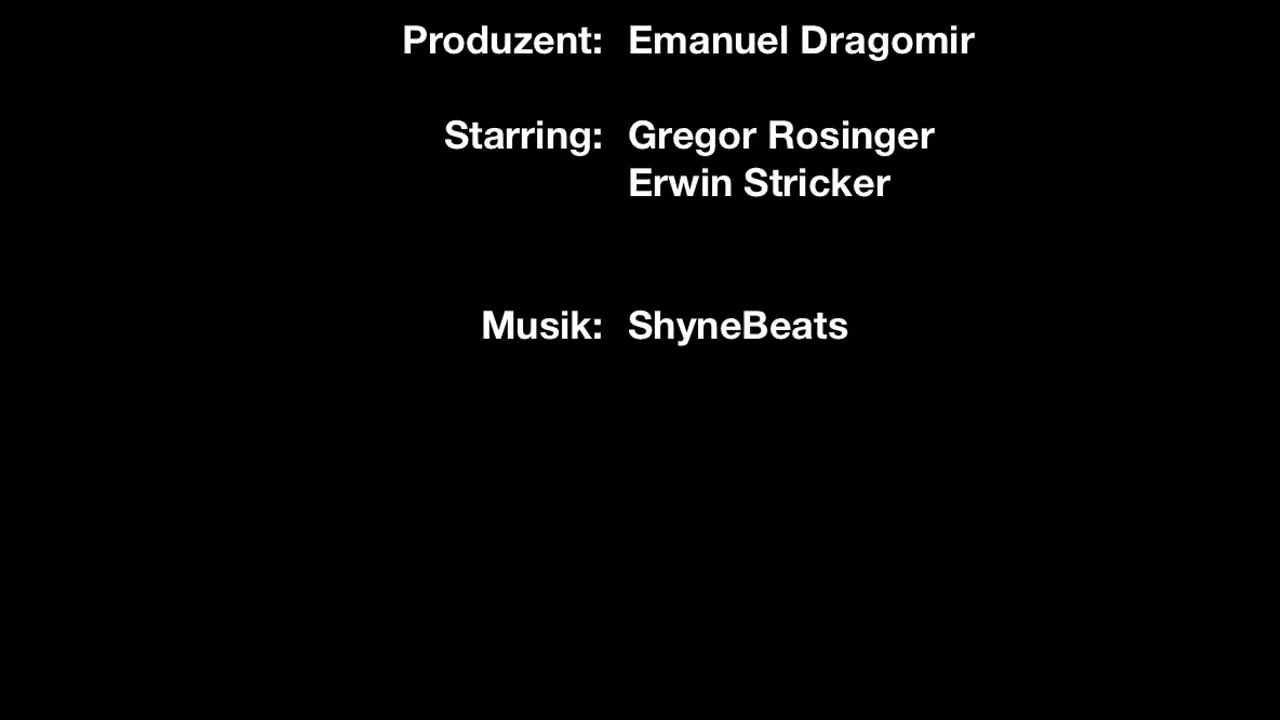 Produzent: Emanuel Dragomir
Starring: Gregor Rosinger
Erwin Stricker
Musik: ShyneBeats